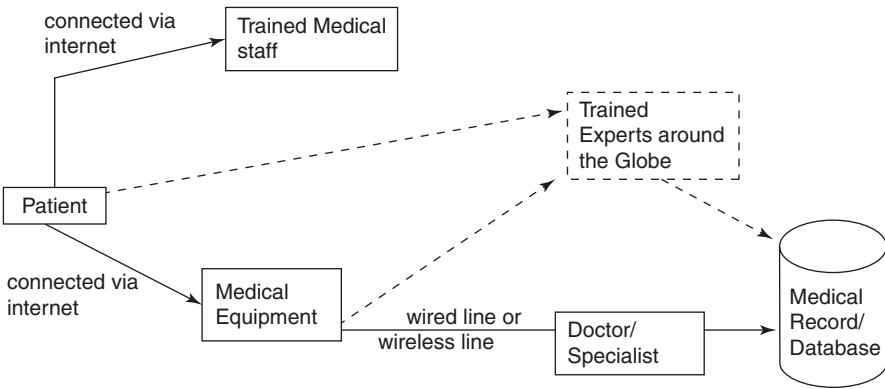 connected via
internet
Trained Medical
staff
Trained
Experts around
the Globe
Patient
connected via
internet
Medical
Equipment
wired line or
wireless line
Doctor/
Specialist
Medical
Record/
Database